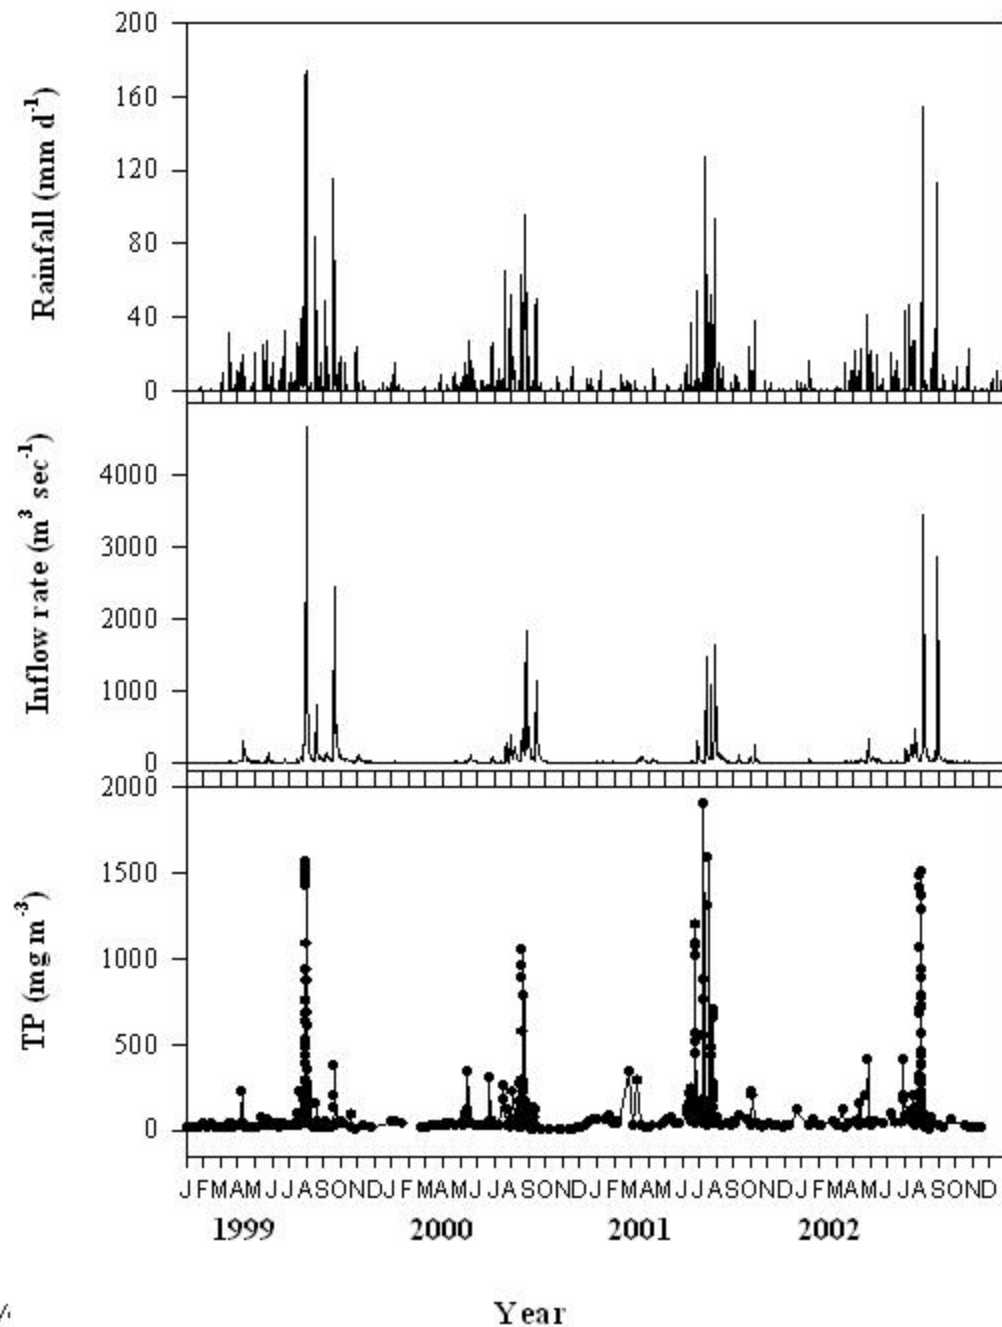 Rainfall (mm d⁻¹)
200
160
120
80
40
0
Inflow rate (m³ sec⁻¹)
4000
3000
2000
1000
0
TP (mg m⁻³)
2000
1500
1000
500
0
J F M A M J J A S O N D J F M A M J J A S O N D J F M A M J J A S O N D J F M A M J J A S O N D
1999 2000 2001 2002
Year